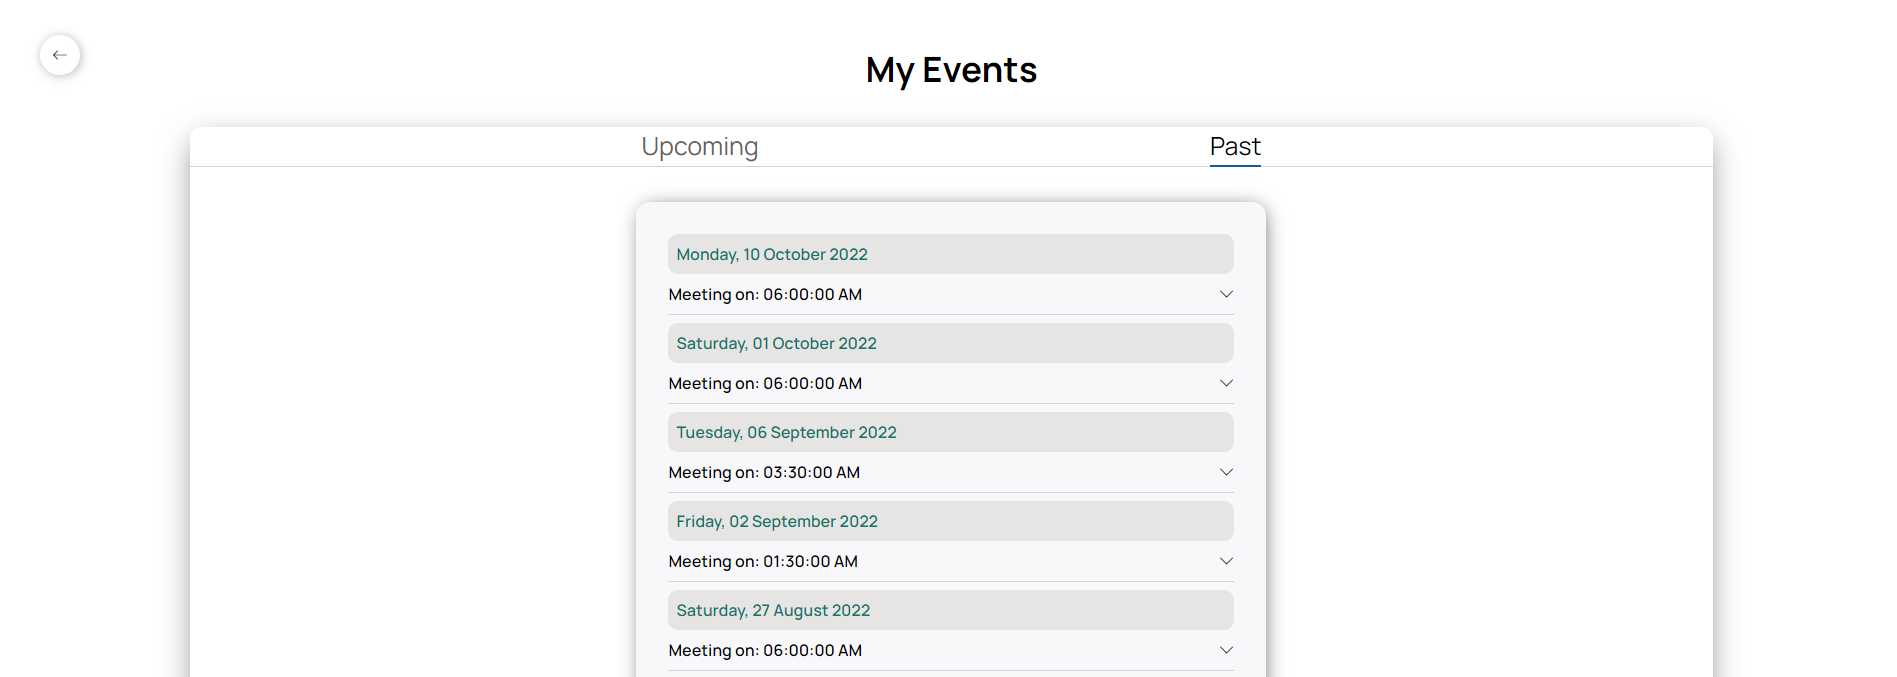 My Events
Upcoming Past
Monday, 10 October 2022
Meeting on: 06:00:00 AM
Saturday, 01 October 2022
Meeting on: 06:00:00 AM
Tuesday, 06 September 2022
Meeting on: 03:30:00 AM
Friday, 02 September 2022
Meeting on: 01:30:00 AM
Saturday, 27 August 2022
Meeting on: 06:00:00 AM